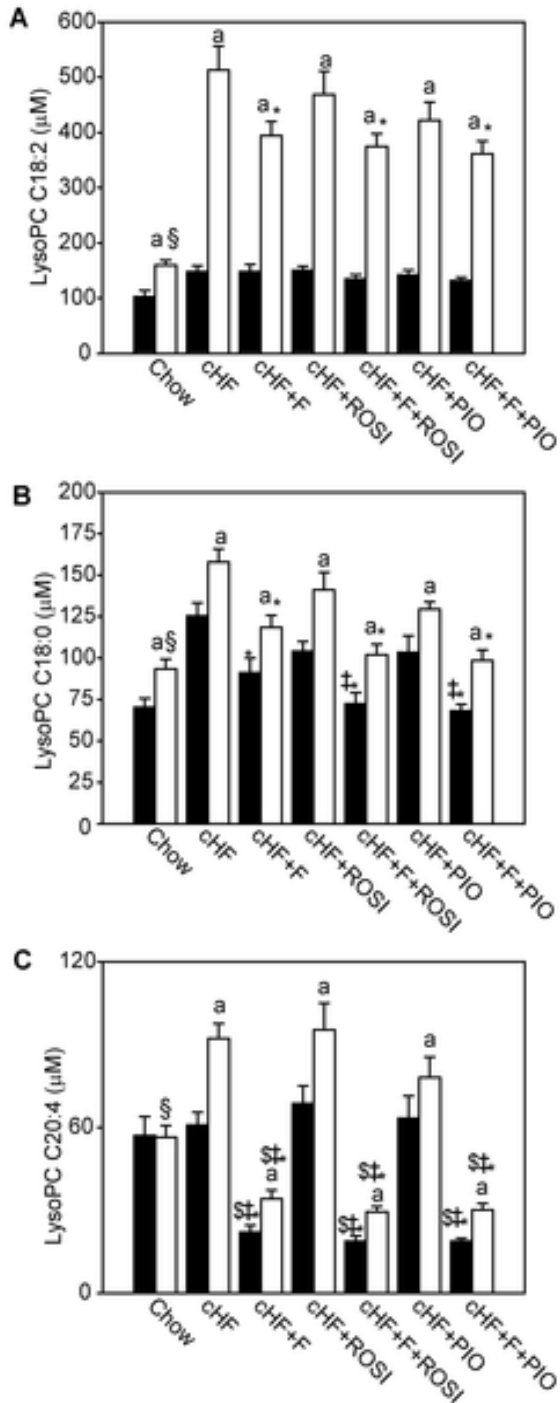 A
LysoPC C18:2 (µM)
600
500
400
300
200
100
0
a §
a
a *
a
a *
a
a *
Chow
cHF
cHF+F
cHF+ROSI
cHF+F+ROSI
cHF+PIO
cHF+F+PIO
B
LysoPC C18:0 (µM)
200
175
150
125
100
75
50
25
0
a§
a
*
a*
a
‡*
a*
a
‡*
a*
Chow
cHF
cHF+F
cHF+ROSI
cHF+F+ROSI
cHF+PIO
cHF+F+PIO
C
LysoPC C20:4 (µM)
120
60
0
§
a
$‡*
$‡*
a
a
$‡*
$‡*
a
a
$‡*
$‡*
a
Chow
cHF
cHF+F
cHF+ROSI
cHF+F+ROSI
cHF+PIO
cHF+F+PIO